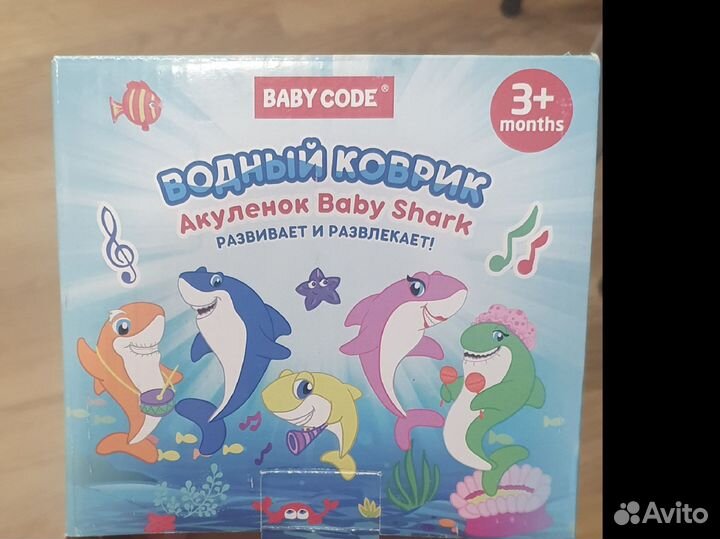 BABY CODE®
3+
months
ВОДНЫЙ КОВРИК
Акуленок Baby Shark
РАЗВИВАЕТ И РАЗВЛЕКАЕТ!
Avito